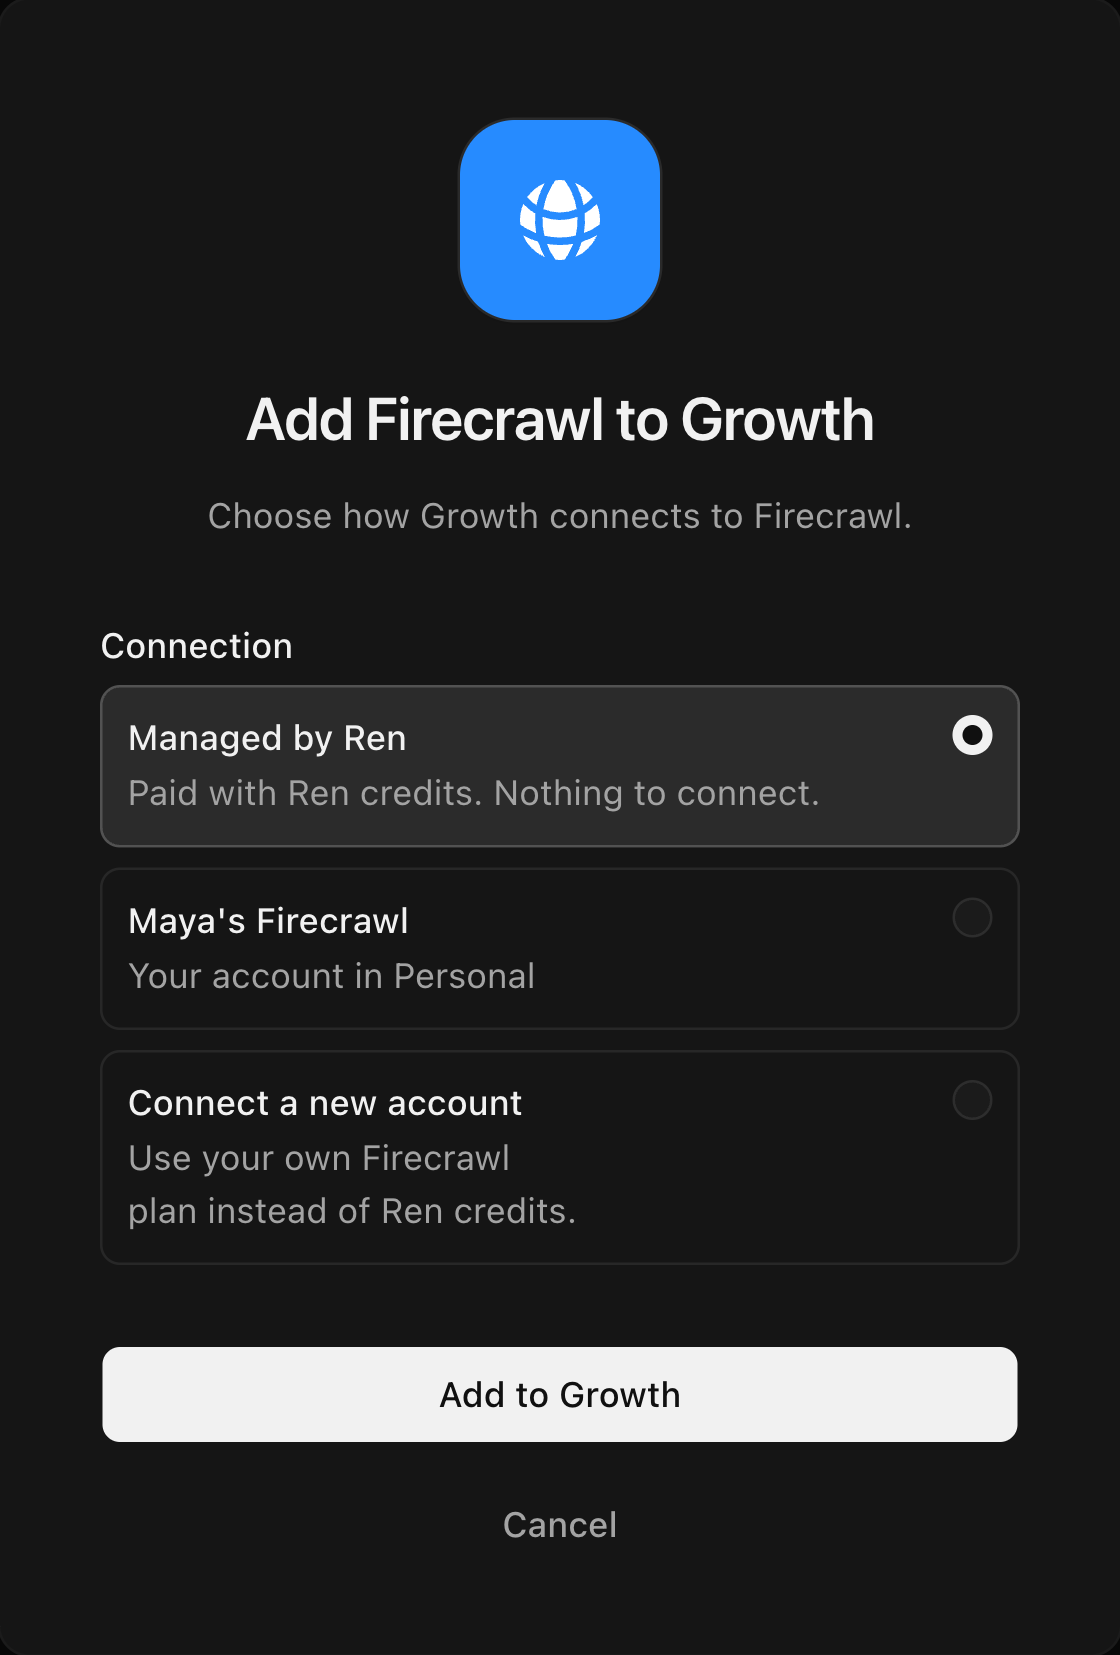 Add Firecrawl to Growth
Choose how Growth connects to Firecrawl.
Connection
Managed by Ren
Paid with Ren credits. Nothing to connect.
Maya's Firecrawl
Your account in Personal
Connect a new account
Use your own Firecrawl
plan instead of Ren credits.
Add to Growth
Cancel